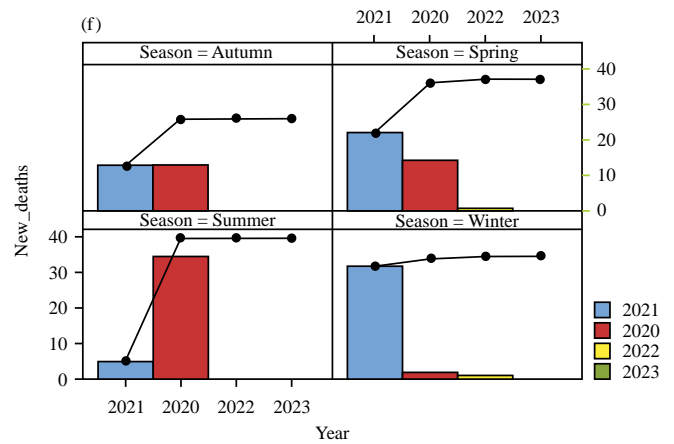 (f)
2021 2020 2022 2023
Season = Autumn Season = Spring
40
30
20
10
0
New_deaths
Season = Summer Season = Winter
40
30
20
10
0
2021 2020 2022 2023
Year
2021
2020
2022
2023